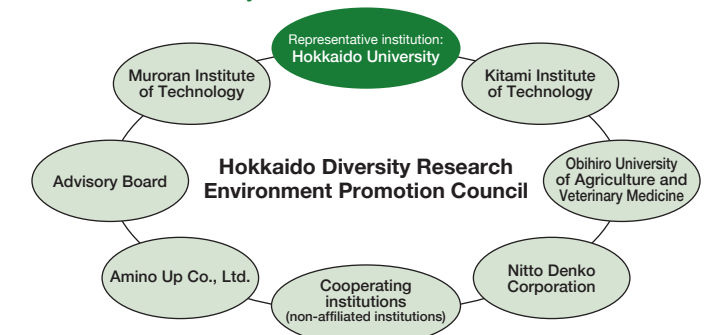 Representative institution:
Hokkaido University
Muroran Institute
of Technology
Kitami Institute
of Technology
Advisory Board
Hokkaido Diversity Research
Environment Promotion Council
Obihiro University
of Agriculture and
Veterinary Medicine
Amino Up Co., Ltd.
Cooperating
institutions
(non-affiliated institutions)
Nitto Denko
Corporation